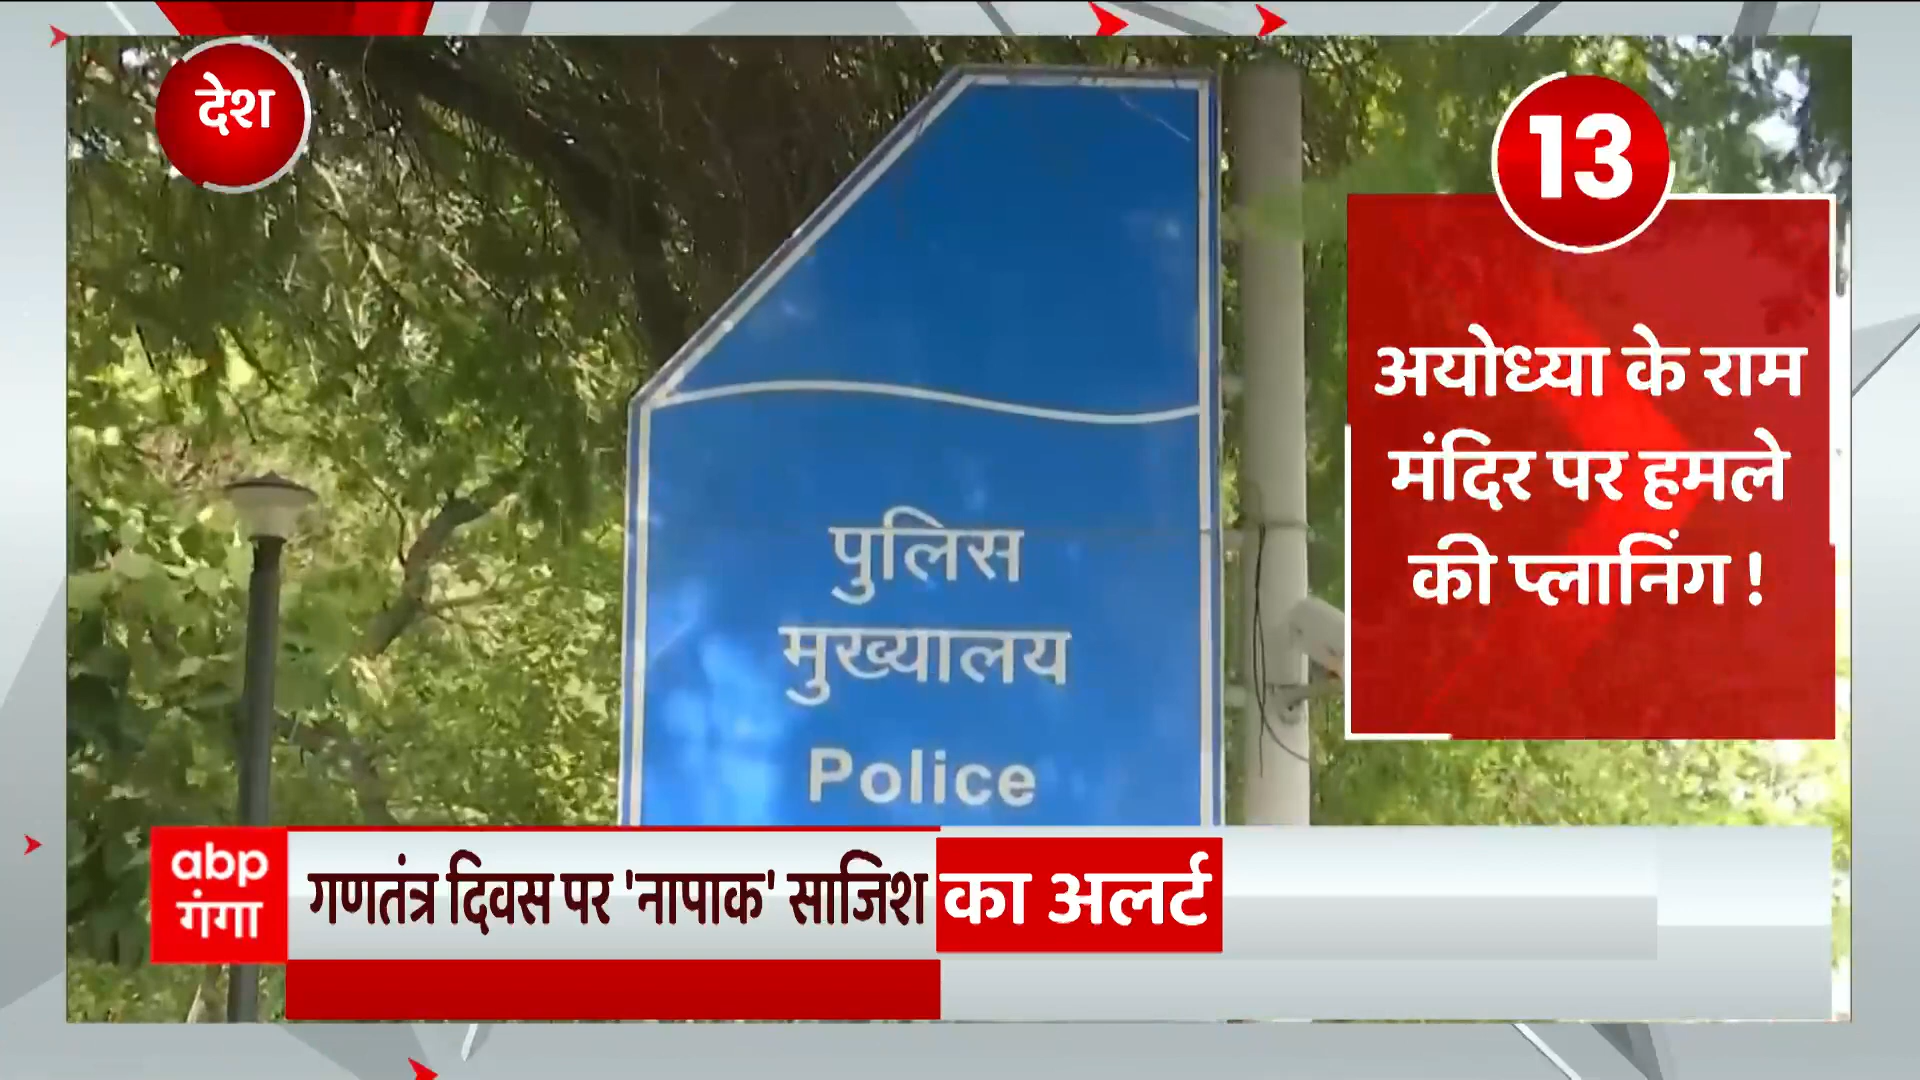 देश
13
अयोध्या के राम
मंदिर पर हमले
की प्लानिंग !
पुलिस
मुख्यालय
Police
abp
गंगा
गणतंत्र दिवस पर 'नापाक' साजिश का अलर्ट